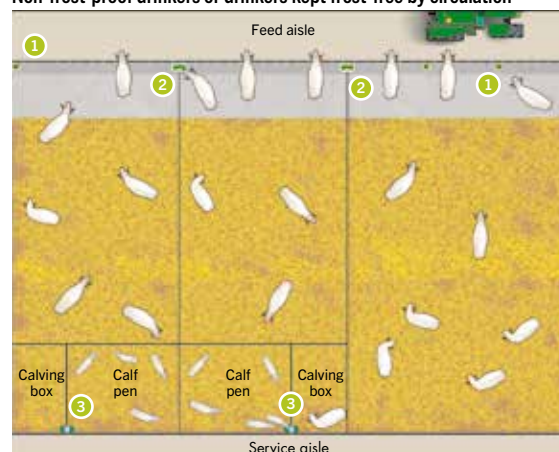 Non-frost-proof drinkers or drinkers kept frost-free by circulation
Feed aisle
1
2
2
1
Calving
box
Calf
pen
Calf
pen
Calving
box
3
3
Service aisle